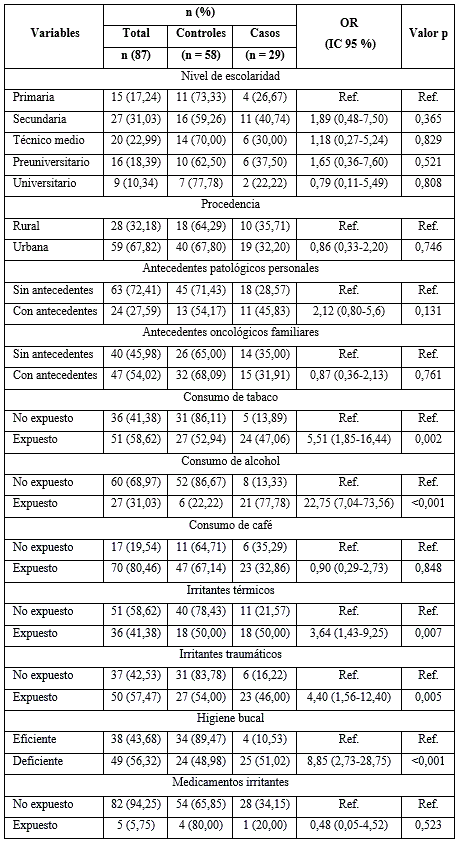 Variables n (%) OR (IC 95 %) Valor p
Total Controles Casos
n (87) (n = 58) (n = 29)
Nivel de escolaridad
Primaria 15 (17,24) 11 (73,33) 4 (26,67) Ref. Ref.
Secundaria 27 (31,03) 16 (59,26) 11 (40,74) 1,89 (0,48-7,50) 0,365
Técnico medio 20 (22,99) 14 (70,00) 6 (30,00) 1,18 (0,27-5,24) 0,829
Preuniversitario 16 (18,39) 10 (62,50) 6 (37,50) 1,65 (0,36-7,60) 0,521
Universitario 9 (10,34) 7 (77,78) 2 (22,22) 0,79 (0,11-5,49) 0,808
Procedencia
Rural 28 (32,18) 18 (64,29) 10 (35,71) Ref. Ref.
Urbana 59 (67,82) 40 (67,80) 19 (32,20) 0,86 (0,33-2,20) 0,746
Antecedentes patológicos personales
Sin antecedentes 63 (72,41) 45 (71,43) 18 (28,57) Ref. Ref.
Con antecedentes 24 (27,59) 13 (54,17) 11 (45,83) 2,12 (0,80-5,6) 0,131
Antecedentes oncológicos familiares
Sin antecedentes 40 (45,98) 26 (65,00) 14 (35,00) Ref. Ref.
Con antecedentes 47 (54,02) 32 (68,09) 15 (31,91) 0,87 (0,36-2,13) 0,761
Consumo de tabaco
No expuesto 36 (41,38) 31 (86,11) 5 (13,89) Ref. Ref.
Expuesto 51 (58,62) 27 (52,94) 24 (47,06) 5,51 (1,85-16,44) 0,002
Consumo de alcohol
No expuesto 60 (68,97) 52 (86,67) 8 (13,33) Ref. Ref.
Expuesto 27 (31,03) 6 (22,22) 21 (77,78) 22,75 (7,04-73,56) <0,001
Consumo de café
No expuesto 17 (19,54) 11 (64,71) 6 (35,29) Ref. Ref.
Expuesto 70 (80,46) 47 (67,14) 23 (32,86) 0,90 (0,29-2,73) 0,848
Irritantes térmicos
No expuesto 51 (58,62) 40 (78,43) 11 (21,57) Ref. Ref.
Expuesto 36 (41,38) 18 (50,00) 18 (50,00) 3,64 (1,43-9,25) 0,007
Irritantes traumáticos
No expuesto 37 (42,53) 31 (83,78) 6 (16,22) Ref. Ref.
Expuesto 50 (57,47) 27 (54,00) 23 (46,00) 4,40 (1,56-12,40) 0,005
Higiene bucal
Eficiente 38 (43,68) 34 (89,47) 4 (10,53) Ref. Ref.
Deficiente 49 (56,32) 24 (48,98) 25 (51,02) 8,85 (2,73-28,75) <0,001
Medicamentos irritantes
No expuesto 82 (94,25) 54 (65,85) 28 (34,15) Ref. Ref.
Expuesto 5 (5,75) 4 (80,00) 1 (20,00) 0,48 (0,05-4,52) 0,523